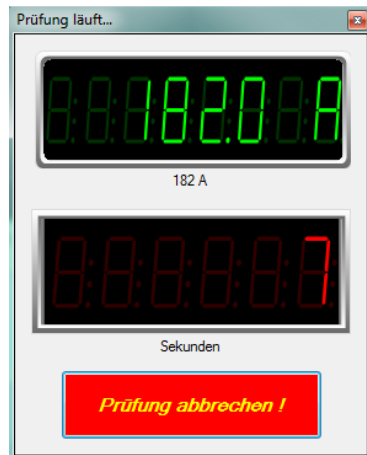 Prüfung läuft...
182.0 A
182 A
7
Sekunden
Prüfung abbrechen !